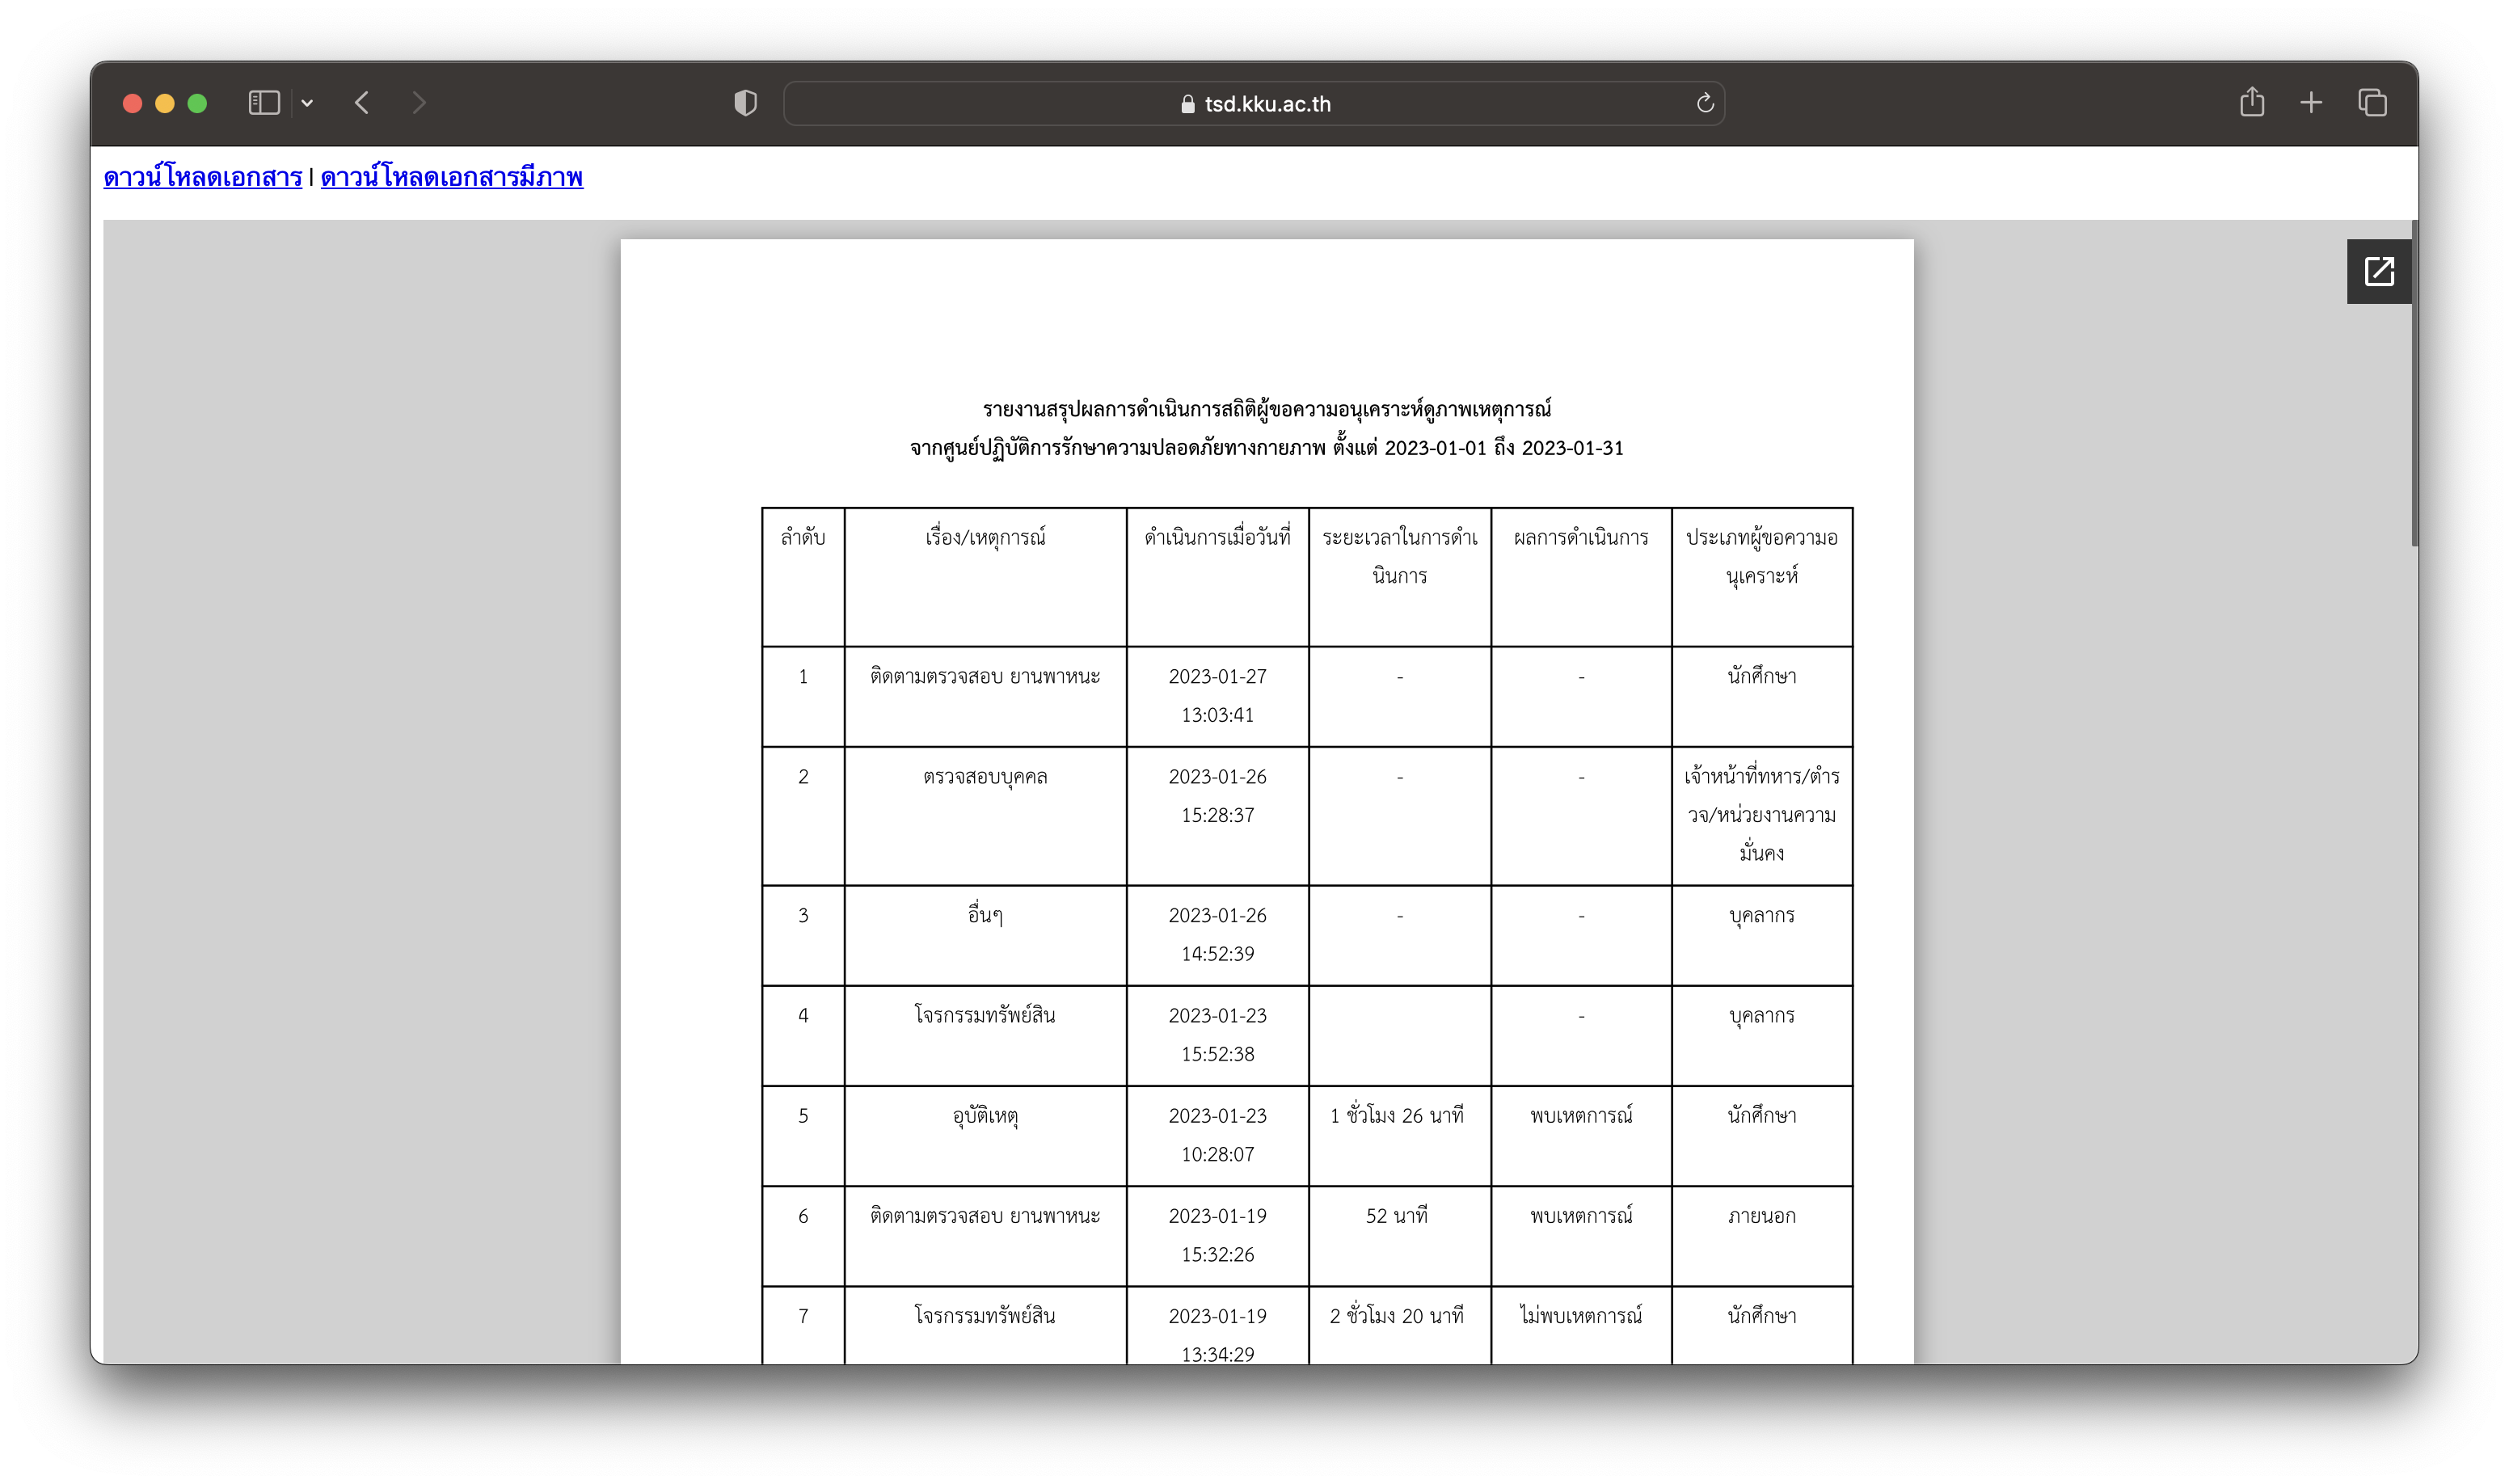 tsd.kku.ac.th
ดาวน์โหลดเอกสาร | ดาวน์โหลดเอกสารมีภาพ
รายงานสรุปผลการดำเนินการสถิติผู้ขอความอนุเคราะห์ดูภาพเหตุการณ์
จากศูนย์ปฏิบัติการรักษาความปลอดภัยทางกายภาพ ตั้งแต่ 2023-01-01 ถึง 2023-01-31
ลำดับ เรื่อง/เหตุการณ์ ดำเนินการเมื่อวันที่ ระยะเวลาในการดำเ ผลการดำเนินการ ประเภทผู้ขอความอ
นินการ นุเคราะห์
1 ติดตามตรวจสอบ ยานพาหนะ 2023-01-27 - - นักศึกษา
13:03:41
2 ตรวจสอบบุคคล 2023-01-26 - - เจ้าหน้าที่ทหาร/ตำร
15:28:37 วจ/หน่วยงานความ
มั่นคง
3 อื่นๆ 2023-01-26 - - บุคลากร
14:52:39
4 โจรกรรมทรัพย์สิน 2023-01-23 - บุคลากร
15:52:38
5 อุบัติเหตุ 2023-01-23 1 ชั่วโมง 26 นาที พบเหตการณ์ นักศึกษา
10:28:07
6 ติดตามตรวจสอบ ยานพาหนะ 2023-01-19 52 นาที พบเหตการณ์ ภายนอก
15:32:26
7 โจรกรรมทรัพย์สิน 2023-01-19 2 ชั่วโมง 20 นาที ไม่พบเหตการณ์ นักศึกษา
13:34:29